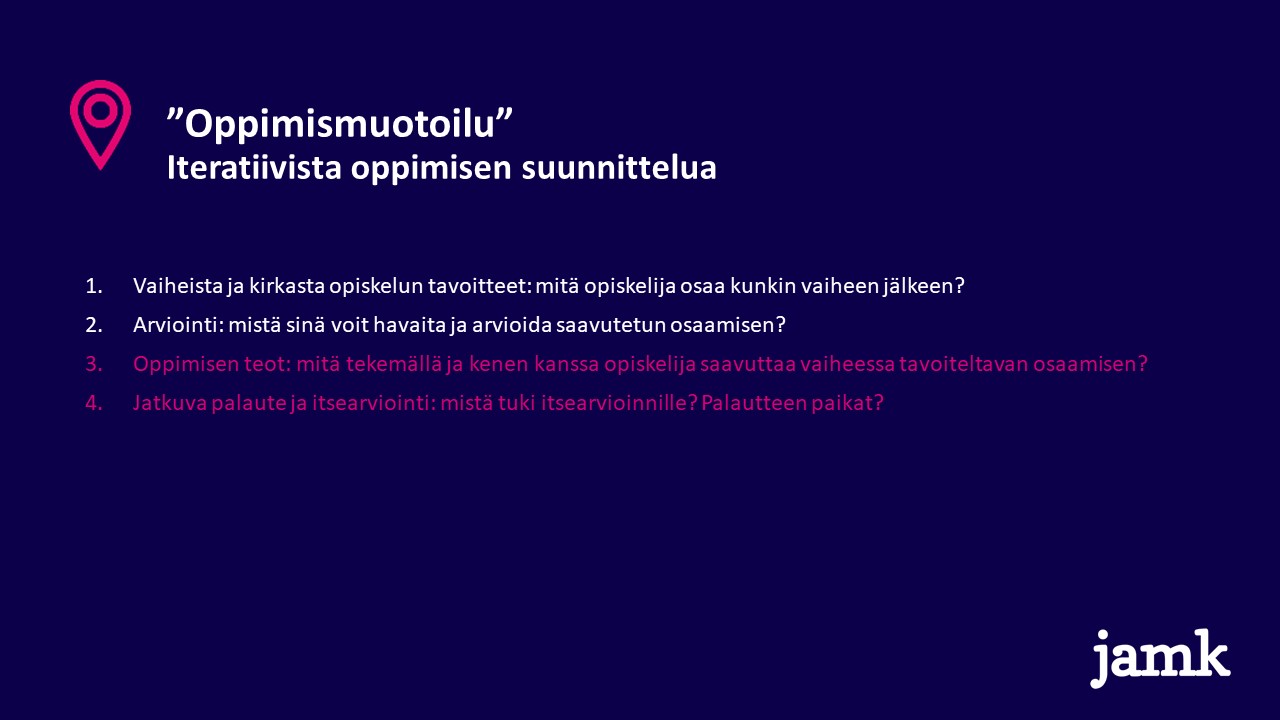 ”Oppimismuotoilu”
Iteratiivista oppimisen suunnittelua
1. Vaiheista ja kirkasta opiskelun tavoitteet: mitä opiskelija osaa kunkin vaiheen jälkeen?
2. Arviointi: mistä sinä voit havaita ja arvioida saavutetun osaamisen?
3. Oppimisen teot: mitä tekemällä ja kenen kanssa opiskelija saavuttaa vaiheessa tavoiteltavan osaamisen?
4. Jatkuva palaute ja itsearviointi: mistä tuki itsearvioinnille? Palautteen paikat?
jamk